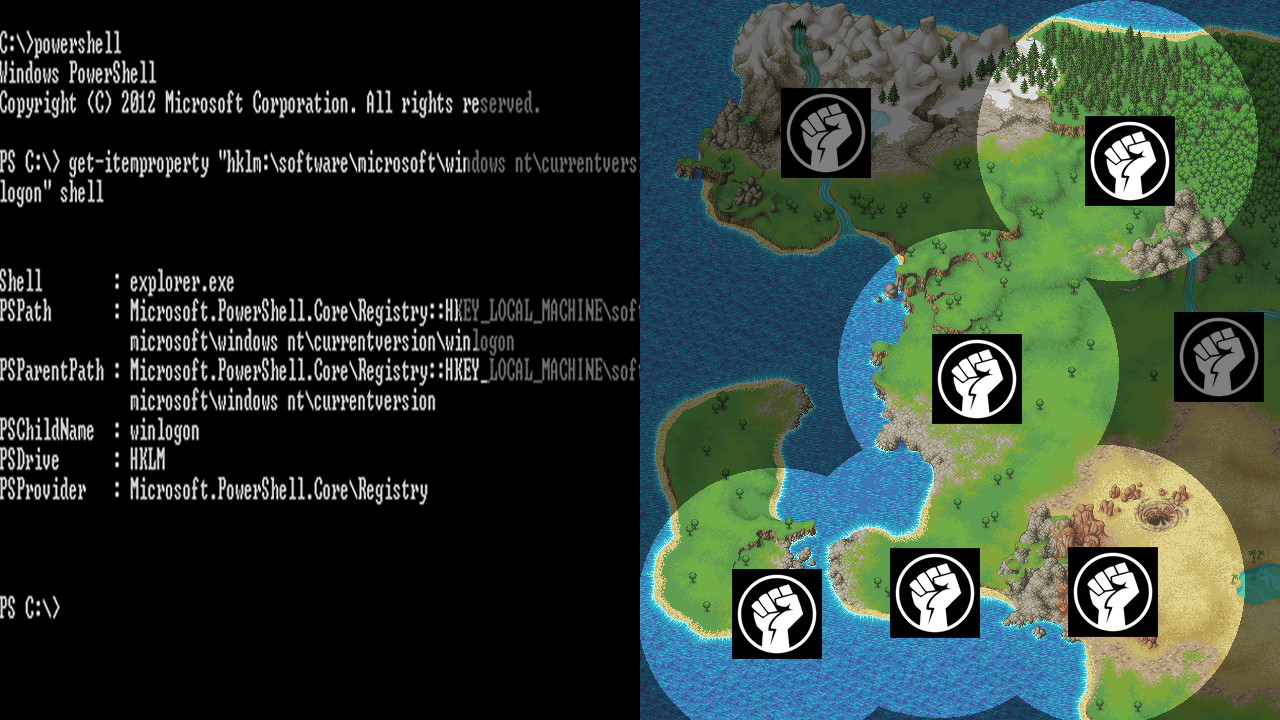 C:\>powershell
Windows PowerShell
Copyright (C) 2012 Microsoft Corporation. All rights reserved.
PS C:\> get-itemproperty "hklm:\software\microsoft\windows nt\currentvers
logon" shell
Shell : explorer.exe
PSPath : Microsoft.PowerShell.Core\Registry::HKEY_LOCAL_MACHINE\sof
microsoft\windows nt\currentversion\winlogon
PSParentPath : Microsoft.PowerShell.Core\Registry::HKEY_LOCAL_MACHINE\sof
microsoft\windows nt\currentversion
PSChildName : winlogon
PSDrive : HKLM
PSProvider : Microsoft.PowerShell.Core\Registry
PS C:\>